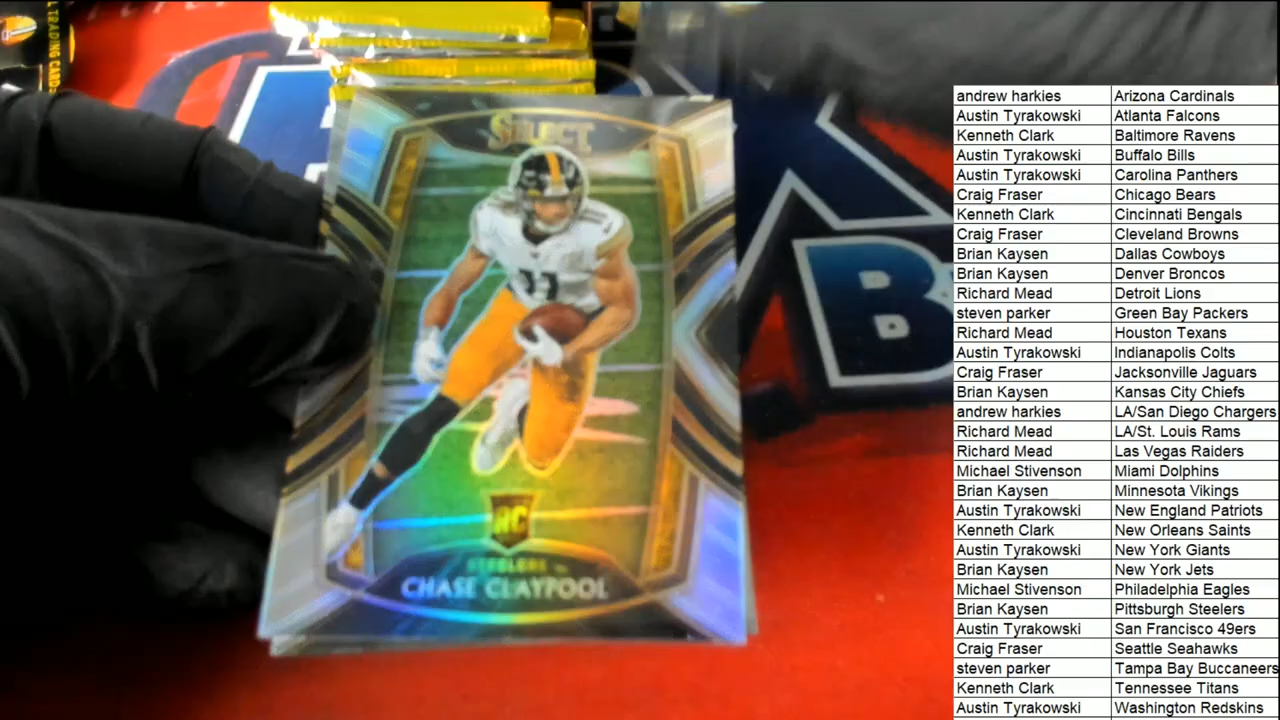 TRADING CARDS
SELECT
11
RC
STEELERS
CHASE CLAYPOOL
B
andrew harkies Arizona Cardinals
Austin Tyrakowski Atlanta Falcons
Kenneth Clark Baltimore Ravens
Austin Tyrakowski Buffalo Bills
Austin Tyrakowski Carolina Panthers
Craig Fraser Chicago Bears
Kenneth Clark Cincinnati Bengals
Craig Fraser Cleveland Browns
Brian Kaysen Dallas Cowboys
Brian Kaysen Denver Broncos
Richard Mead Detroit Lions
steven parker Green Bay Packers
Richard Mead Houston Texans
Austin Tyrakowski Indianapolis Colts
Craig Fraser Jacksonville Jaguars
Brian Kaysen Kansas City Chiefs
andrew harkies LA/San Diego Chargers
Richard Mead LA/St. Louis Rams
Richard Mead Las Vegas Raiders
Michael Stivenson Miami Dolphins
Brian Kaysen Minnesota Vikings
Austin Tyrakowski New England Patriots
Kenneth Clark New Orleans Saints
Austin Tyrakowski New York Giants
Brian Kaysen New York Jets
Michael Stivenson Philadelphia Eagles
Brian Kaysen Pittsburgh Steelers
Austin Tyrakowski San Francisco 49ers
Craig Fraser Seattle Seahawks
steven parker Tampa Bay Buccaneers
Kenneth Clark Tennessee Titans
Austin Tyrakowski Washington Redskins